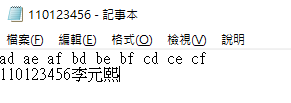 110123456 - 記事本
檔案(F) 編輯(E) 格式(O) 檢視(V) 說明
ad ae af bd be bf cd ce cf
110123456李元熙